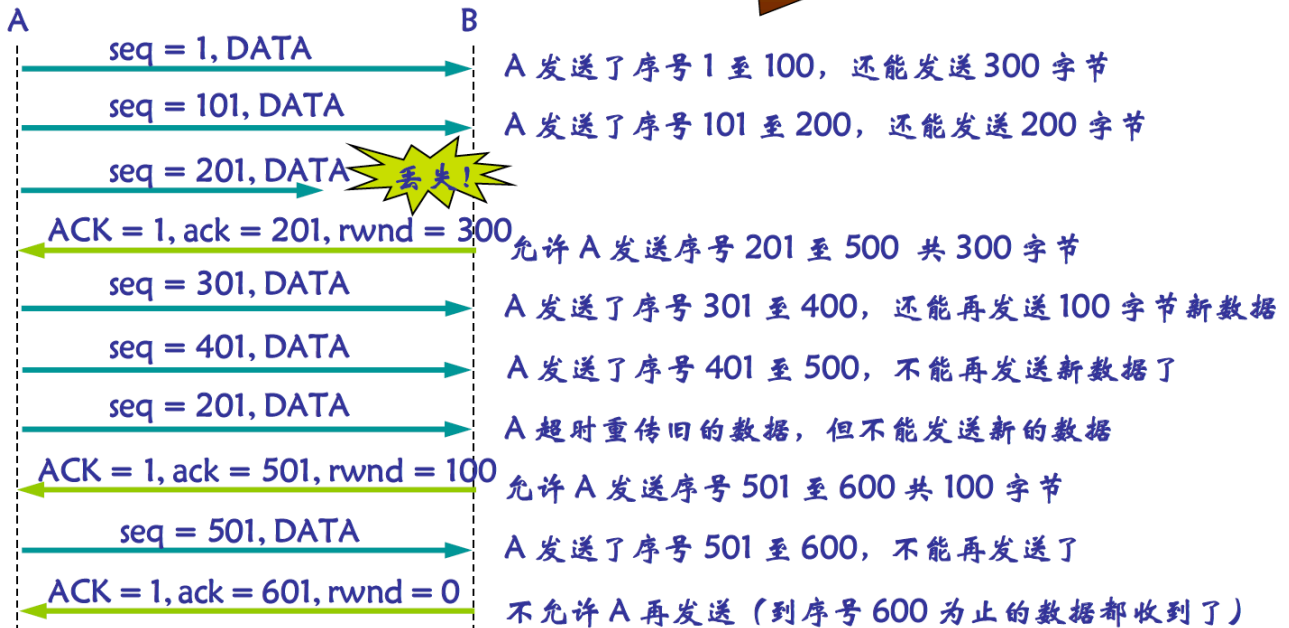 A B
seq = 1, DATA
A 发送了序号 1 至 100，还能发送 300 字节
seq = 101, DATA
A 发送了序号 101 至 200，还能发送 200 字节
seq = 201, DATA
丢失！
ACK = 1, ack = 201, rwnd = 300
允许 A 发送序号 201 至 500 共 300 字节
seq = 301, DATA
A 发送了序号 301 至 400，还能再发送 100 字节新数据
seq = 401, DATA
A 发送了序号 401 至 500，不能再发送新数据了
seq = 201, DATA
A 超时重传旧的数据，但不能发送新的数据
ACK = 1, ack = 501, rwnd = 100
允许 A 发送序号 501 至 600 共 100 字节
seq = 501, DATA
A 发送了序号 501 至 600，不能再发送了
ACK = 1, ack = 601, rwnd = 0
不允许 A 再发送（到序号 600 为止的数据都收到了）